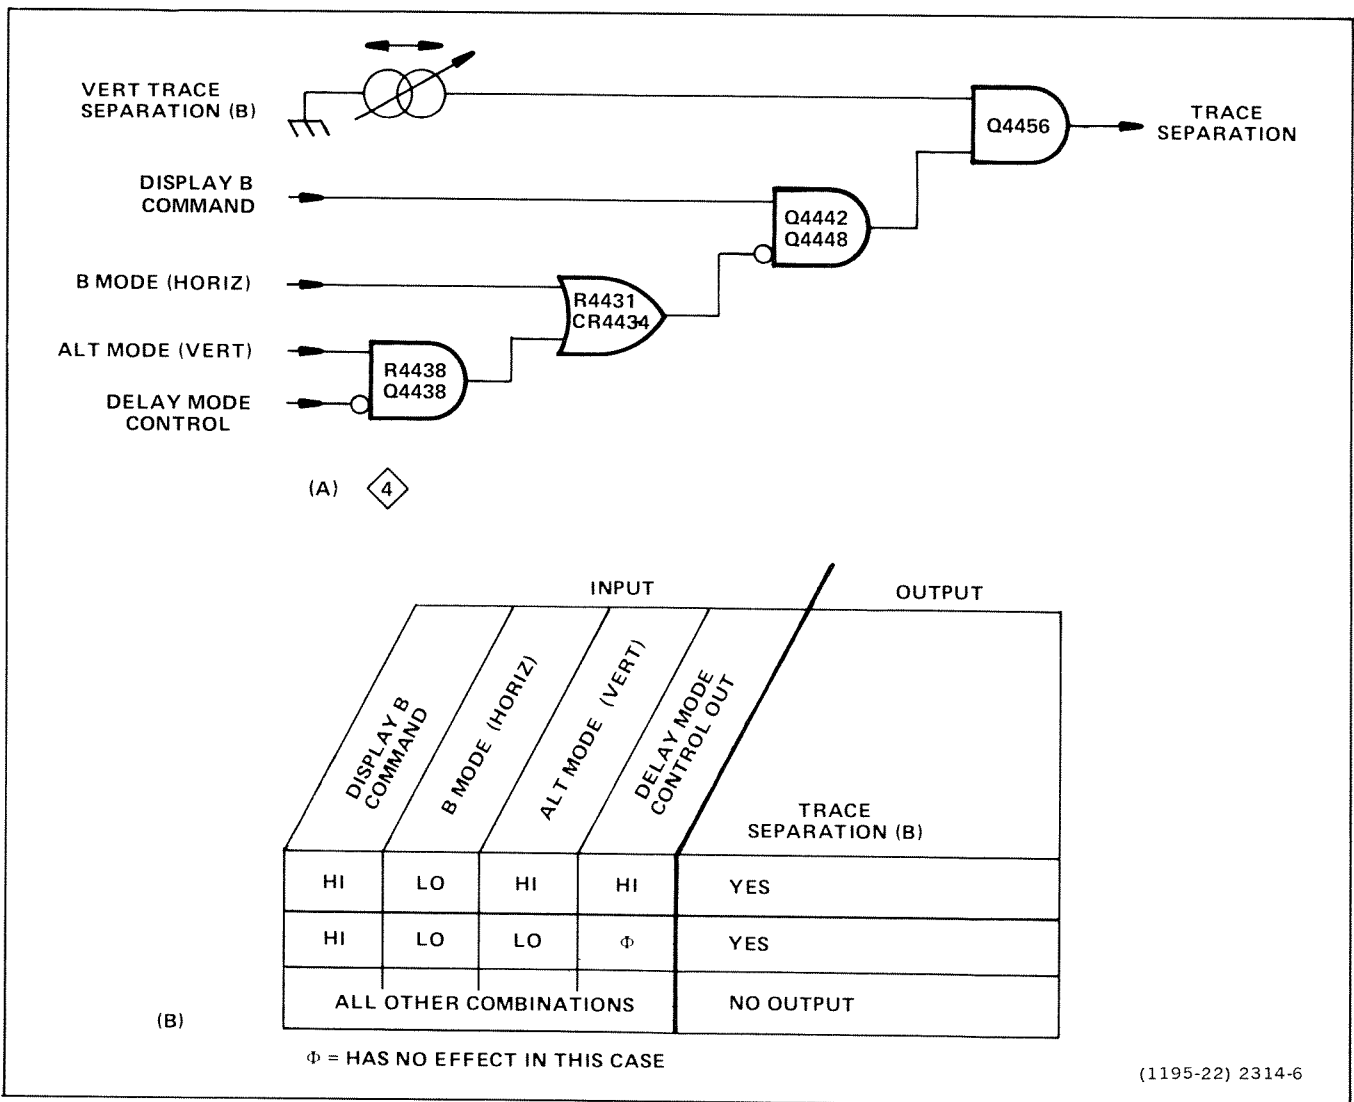 VERT TRACE
SEPARATION (B)
Q4456
TRACE
SEPARATION
DISPLAY B
COMMAND
Q4442
Q4448
B MODE (HORIZ)
R4431
CR4434
ALT MODE (VERT)
R4438
Q4438
DELAY MODE
CONTROL
(A) 4
INPUT
OUTPUT
DISPLAY B
COMMAND
B MODE (HORIZ)
ALT MODE (VERT)
DELAY MODE
CONTROL OUT
TRACE
SEPARATION (B)
HI LO HI HI YES
HI LO LO Φ YES
ALL OTHER COMBINATIONS NO OUTPUT
(B)
Φ = HAS NO EFFECT IN THIS CASE
(1195-22) 2314-6